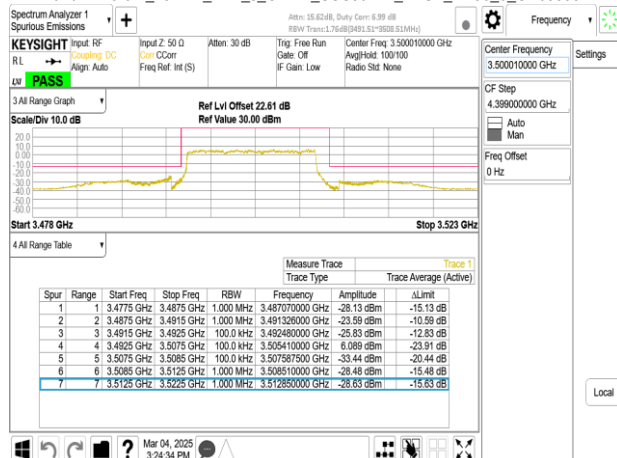 Spectrum Analyzer 1
Spurious Emissions
Attn: 15.62dB, Duty Corr: 6.99 dB
RBW Trans1:1.76dB(3491.51~3508.51MHz)
Frequency
KEYSIGHT
Input: RF
Coupling: DC
Align: Auto
Input Z: 50 Ω
Corr CCorr
Freq Ref: Int (S)
Atten: 30 dB
Trig: Free Run
Gate: Off
IF Gain: Low
Center Freq: 3.500010000 GHz
Avg|Hold: 100/100
Radio Std: None
RL
LXI
PASS
Center Frequency
3.500010000 GHz
Settings
CF Step
4.399000000 GHz
Auto
Man
Freq Offset
0 Hz
3 All Range Graph
Scale/Div 10.0 dB
Ref Lvl Offset 22.61 dB
Ref Value 30.00 dBm
20.0
10.0
0.00
-10.0
-20.0
-30.0
-40.0
-50.0
-60.0
Start 3.478 GHz
Stop 3.523 GHz
4 All Range Table
Measure Trace Trace 1
Trace Type Trace Average (Active)
Spur Range Start Freq Stop Freq RBW Frequency Amplitude ΔLimit
1 1 3.4775 GHz 3.4875 GHz 1.000 MHz 3.487070000 GHz -28.13 dBm -15.13 dB
2 2 3.4875 GHz 3.4915 GHz 1.000 MHz 3.491326000 GHz -23.59 dBm -10.59 dB
3 3 3.4915 GHz 3.4925 GHz 100.0 kHz 3.492480000 GHz -25.83 dBm -12.83 dB
4 4 3.4925 GHz 3.5075 GHz 100.0 kHz 3.505410000 GHz 6.089 dBm -23.91 dB
5 5 3.5075 GHz 3.5085 GHz 100.0 kHz 3.507587500 GHz -33.44 dBm -20.44 dB
6 6 3.5085 GHz 3.5125 GHz 1.000 MHz 3.508510000 GHz -28.48 dBm -15.48 dB
7 7 3.5125 GHz 3.5225 GHz 1.000 MHz 3.512850000 GHz -28.63 dBm -15.63 dB
Local
Mar 04, 2025
3:24:34 PM